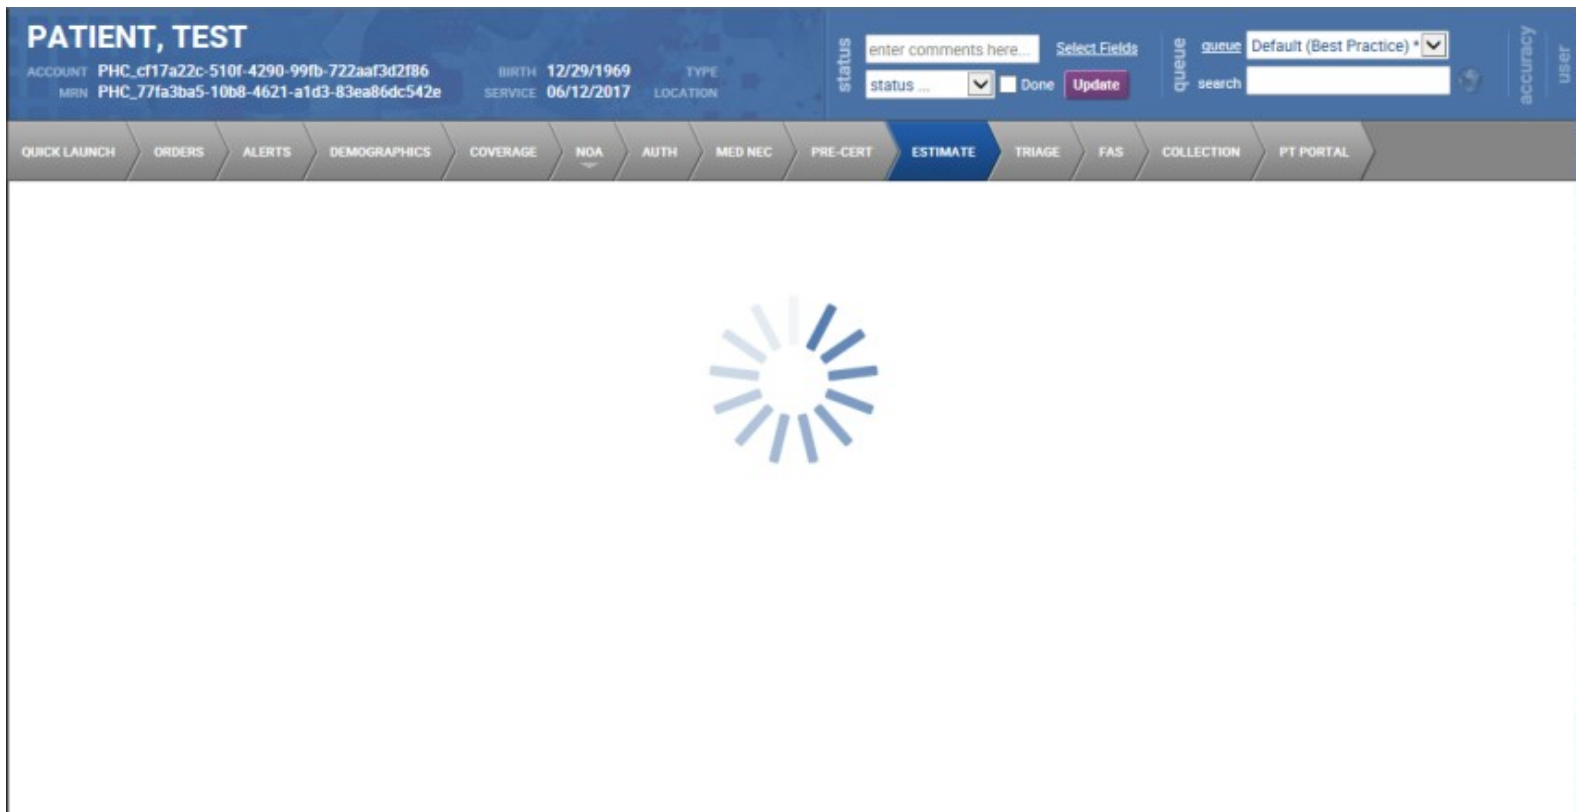 PATIENT, TEST
ACCOUNT PHC_cf17a22c-510f-4290-99fb-722aaf3d2f86 BIRTH 12/29/1969 TYPE
MRN PHC_77fa3ba5-10b8-4621-a1d3-83ea86dc542e SERVICE 06/12/2017 LOCATION
status
enter comments here... Select Fields
status ... Done Update
queue
queue Default (Best Practice) *
search
accuracy
user
QUICK LAUNCH ORDERS ALERTS DEMOGRAPHICS COVERAGE NOA AUTH MED NEC PRE-CERT ESTIMATE TRIAGE FAS COLLECTION PT PORTAL